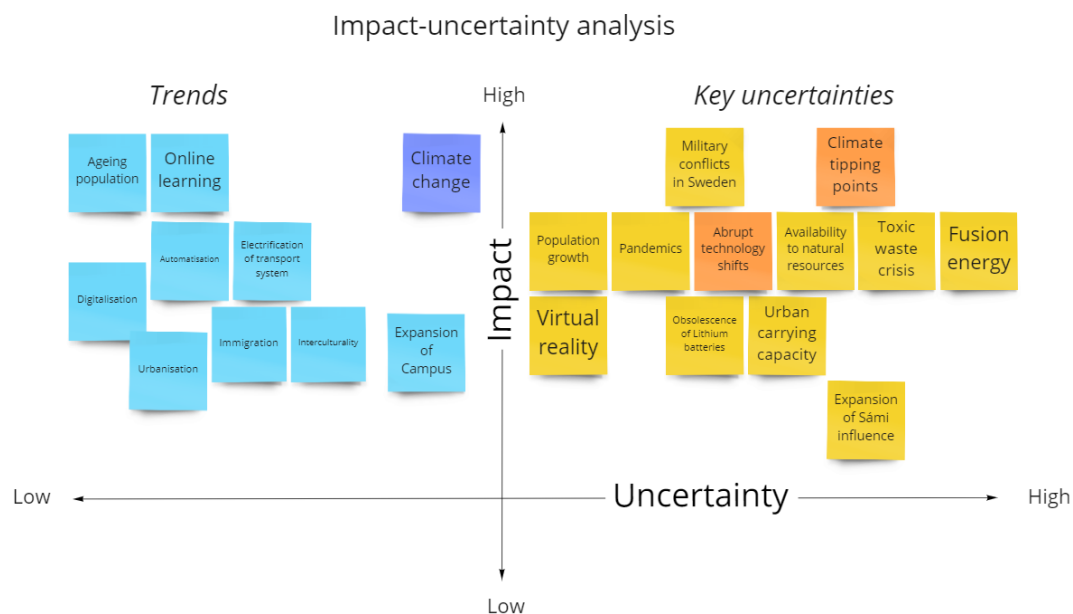 Impact-uncertainty analysis
Trends
High
Key uncertainties
Ageing
population
Online
learning
Climate
change
Military
conflicts
in Sweden
Climate
tipping
points
Automatisation
Electrification
of transport
system
Digitalisation
Urbanisation
Immigration
Interculturality
Expansion
of
Campus
Impact
Population
growth
Pandemics
Abrupt
technology
shifts
Availability
to natural
resources
Toxic
waste
crisis
Fusion
energy
Virtual
reality
Obsolescence
of Lithium
batteries
Urban
carrying
capacity
Expansion
of Sámi
influence
Low
Uncertainty
High
Low